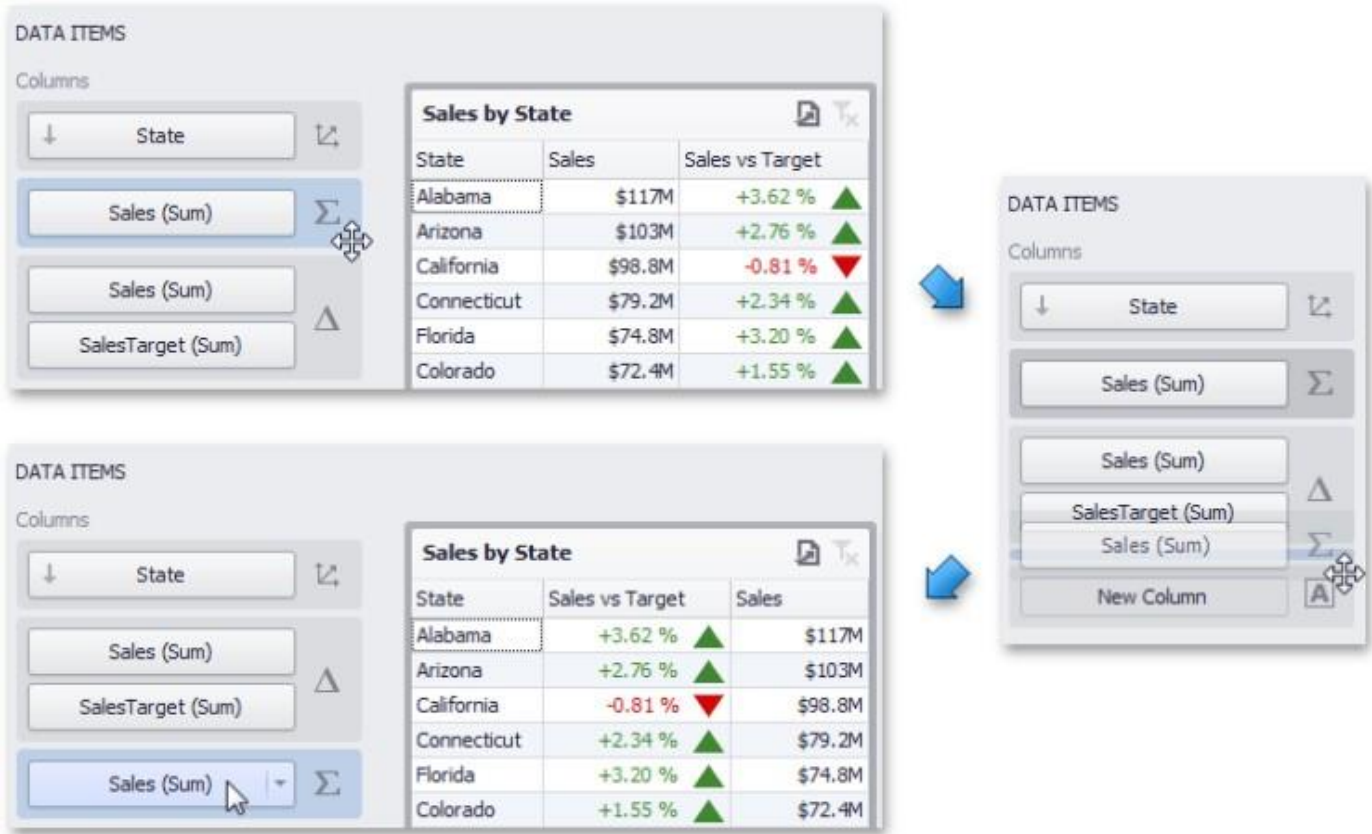 DATA ITEMS
Columns
State
Sales (Sum)
Sales (Sum)
SalesTarget (Sum)
Sales by State
State Sales Sales vs Target
Alabama $117M +3.62 %
Arizona $103M +2.76 %
California $98.8M -0.81 %
Connecticut $79.2M +2.34 %
Florida $74.8M +3.20 %
Colorado $72.4M +1.55 %
DATA ITEMS
Columns
State
Sales (Sum)
Sales (Sum)
SalesTarget (Sum)
Sales (Sum)
New Column
A
DATA ITEMS
Columns
State
Sales (Sum)
SalesTarget (Sum)
Sales (Sum)
Sales by State
State Sales vs Target Sales
Alabama +3.62 % $117M
Arizona +2.76 % $103M
California -0.81 % $98.8M
Connecticut +2.34 % $79.2M
Florida +3.20 % $74.8M
Colorado +1.55 % $72.4M